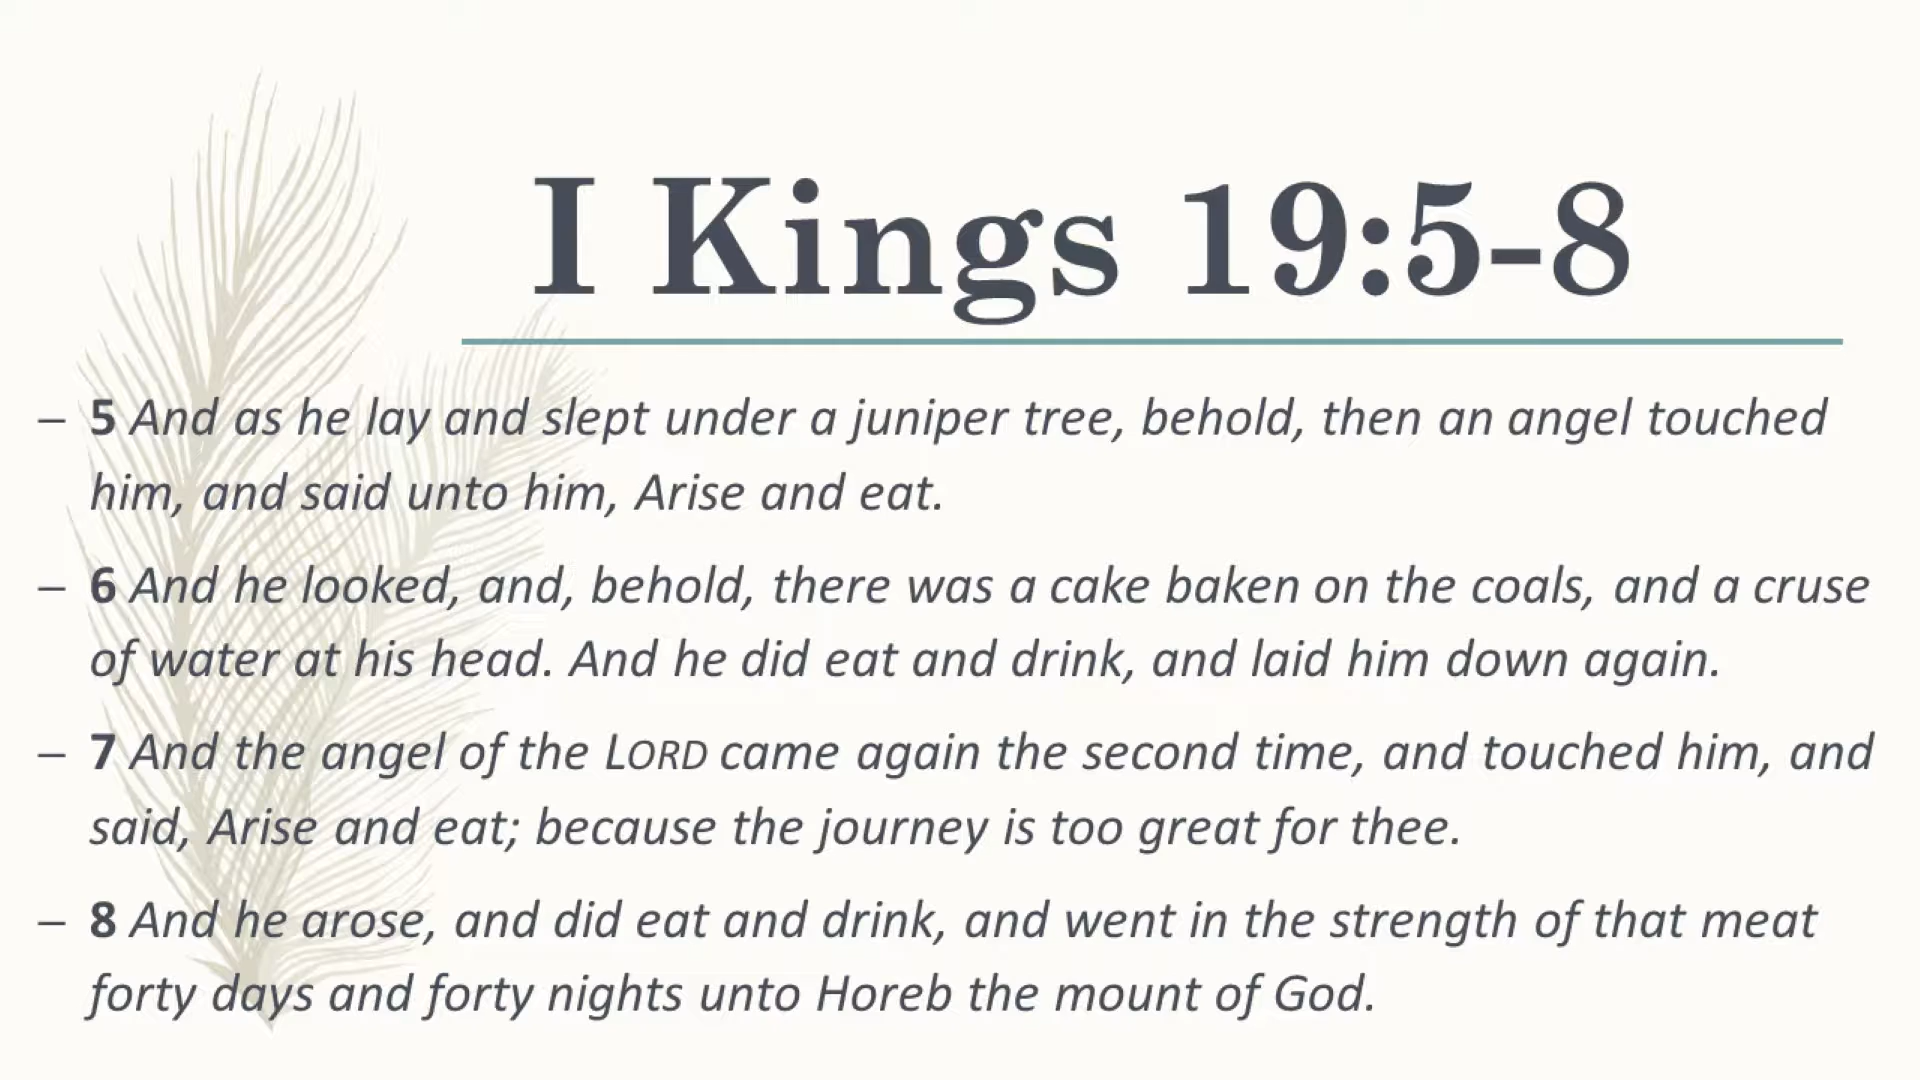 I Kings 19:5-8
– 5 And as he lay and slept under a juniper tree, behold, then an angel touched
him, and said unto him, Arise and eat.
– 6 And he looked, and, behold, there was a cake baken on the coals, and a cruse
of water at his head. And he did eat and drink, and laid him down again.
– 7 And the angel of the LORD came again the second time, and touched him, and
said, Arise and eat; because the journey is too great for thee.
– 8 And he arose, and did eat and drink, and went in the strength of that meat
forty days and forty nights unto Horeb the mount of God.